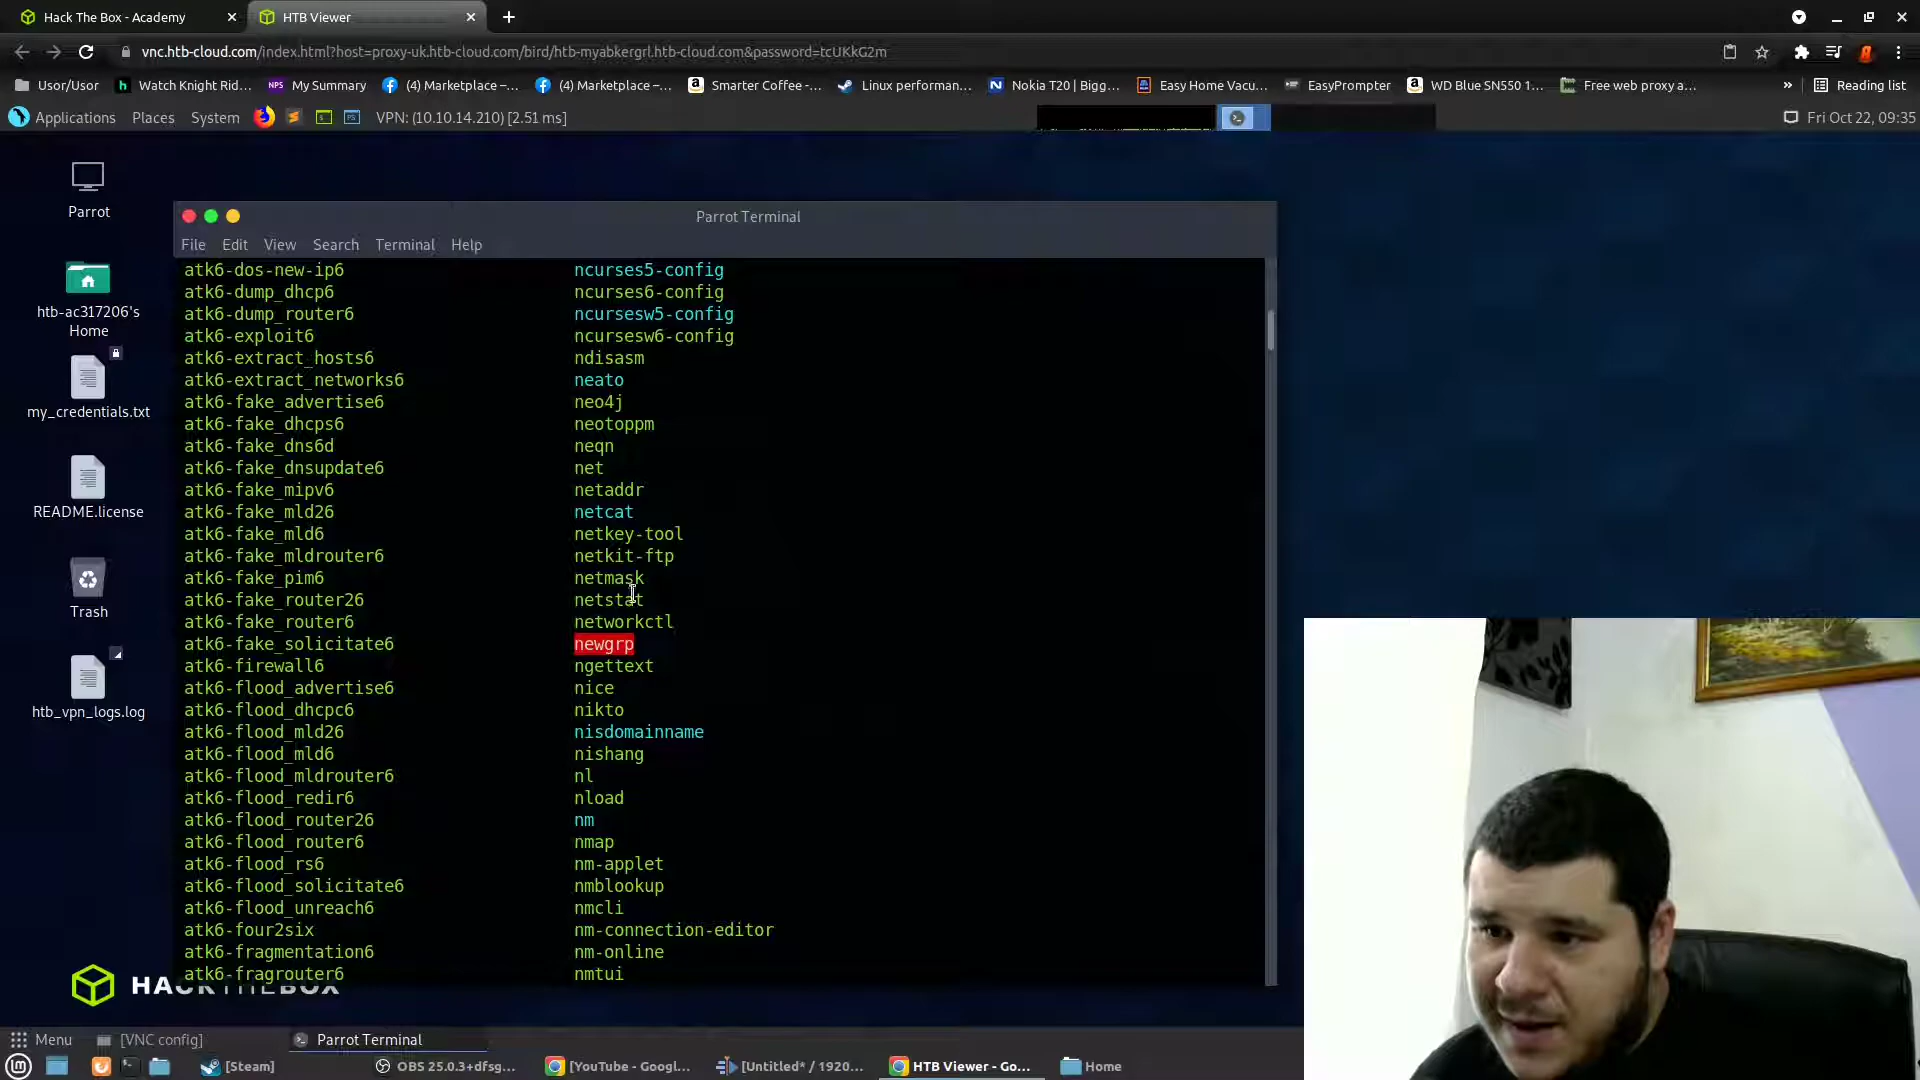 Hack The Box - Academy
HTB Viewer
vnc.htb-cloud.com/index.html?host=proxy-uk.htb-cloud.com/bird/htb-myabkergrl.htb-cloud.com&password=tcUKkG2m
Usor/Usor
Watch Knight Rid...
NPS
My Summary
(4) Marketplace –...
(4) Marketplace –...
Smarter Coffee -...
Linux performan...
Nokia T20 | Bigg...
Easy Home Vacu...
EasyPrompter
WD Blue SN550 1...
Free web proxy a...
»
Reading list
Applications
Places
System
VPN: (10.10.14.210) [2.51 ms]
Fri Oct 22, 09:35
Parrot
htb-ac317206's
Home
my_credentials.txt
README.license
Trash
htb_vpn_logs.log
Parrot Terminal
File Edit View Search Terminal Help
atk6-dos-new-ip6 ncurses5-config
atk6-dump_dhcp6 ncurses6-config
atk6-dump_router6 ncursesw5-config
atk6-exploit6 ncursesw6-config
atk6-extract_hosts6 ndisasm
atk6-extract_networks6 neato
atk6-fake_advertise6 neo4j
atk6-fake_dhcps6 neotoppm
atk6-fake_dns6d neqn
atk6-fake_dnsupdate6 net
atk6-fake_mipv6 netaddr
atk6-fake_mld26 netcat
atk6-fake_mld6 netkey-tool
atk6-fake_mldrouter6 netkit-ftp
atk6-fake_pim6 netmask
atk6-fake_router26 netstat
atk6-fake_router6 networkctl
atk6-fake_solicitate6 newgrp
atk6-firewall6 ngettext
atk6-flood_advertise6 nice
atk6-flood_dhcpc6 nikto
atk6-flood_mld26 nisdomainname
atk6-flood_mld6 nishang
atk6-flood_mldrouter6 nl
atk6-flood_redir6 nload
atk6-flood_router26 nm
atk6-flood_router6 nmap
atk6-flood_rs6 nm-applet
atk6-flood_solicitate6 nmblookup
atk6-flood_unreach6 nmcli
atk6-four2six nm-connection-editor
atk6-fragmentation6 nm-online
atk6-fragrouter6 nmtui
HACKTHEBOX
Menu
[VNC config]
Parrot Terminal
[Steam]
OBS 25.0.3+dfsg...
[YouTube - Googl...
[Untitled* / 1920...
HTB Viewer - Go...
Home